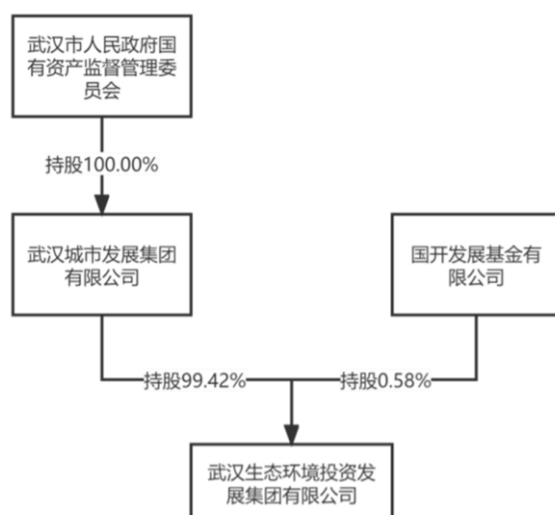 武汉市人民政府国
有资产监督管理委
员会
持股100.00%
武汉城市发展集团
有限公司
国开发展基金有
限公司
持股99.42%
持股0.58%
武汉生态环境投资发
展集团有限公司